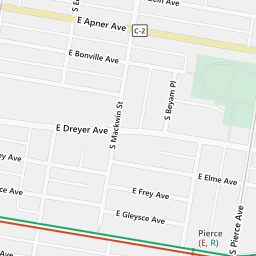 E Apner Ave
C-2
E Bonville Ave
S Mackwin St
S Beyam Pl
E Dreyer Ave
E Elme Ave
E Frey Ave
E Gleysce Ave
S Pierce Ave
Pierce
(E, R)